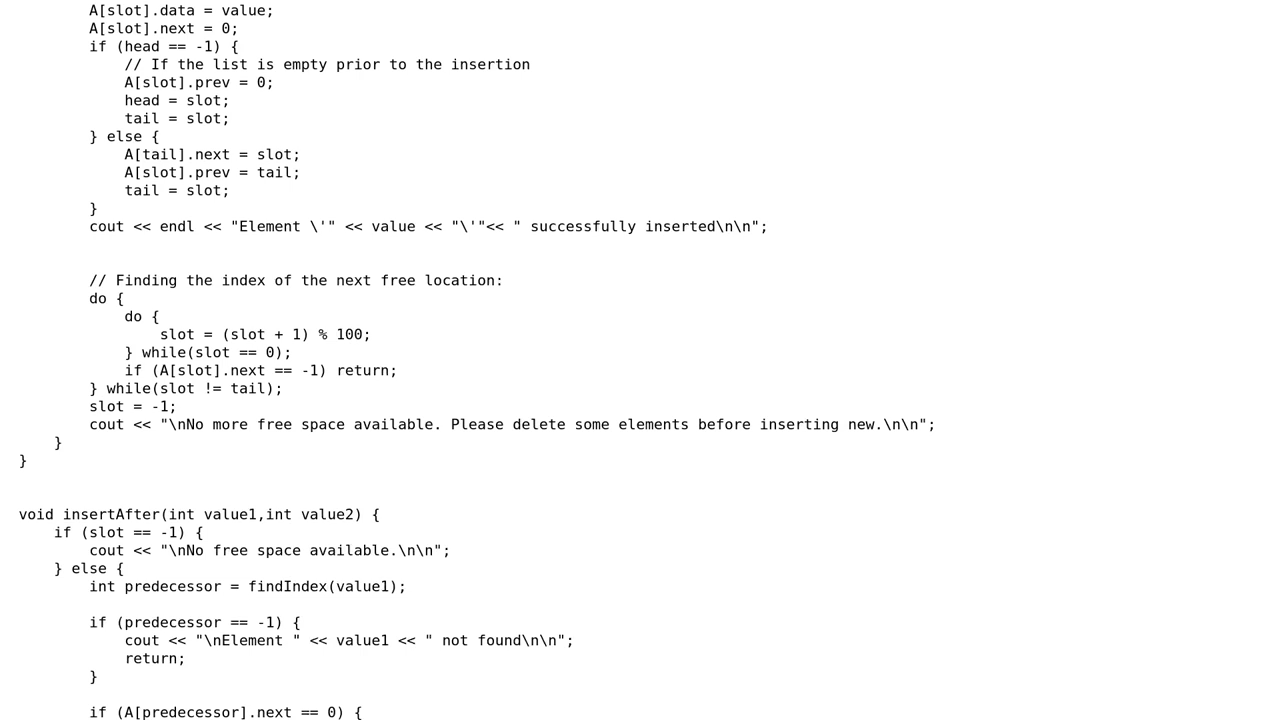 A[slot].data = value;
        A[slot].next = 0;
        if (head == -1) {
            // If the list is empty prior to the insertion
            A[slot].prev = 0;
            head = slot;
            tail = slot;
        } else {
            A[tail].next = slot;
            A[slot].prev = tail;
            tail = slot;
        }
        cout << endl << "Element \'" << value << "\'"<< " successfully inserted\n\n";


        // Finding the index of the next free location:
        do {
            do {
                slot = (slot + 1) % 100;
            } while(slot == 0);
            if (A[slot].next == -1) return;
        } while(slot != tail);
        slot = -1;
        cout << "\nNo more free space available. Please delete some elements before inserting new.\n\n";
    }
}


void insertAfter(int value1,int value2) {
    if (slot == -1) {
        cout << "\nNo free space available.\n\n";
    } else {
        int predecessor = findIndex(value1);

        if (predecessor == -1) {
            cout << "\nElement " << value1 << " not found\n\n";
            return;
        }

        if (A[predecessor].next == 0) {